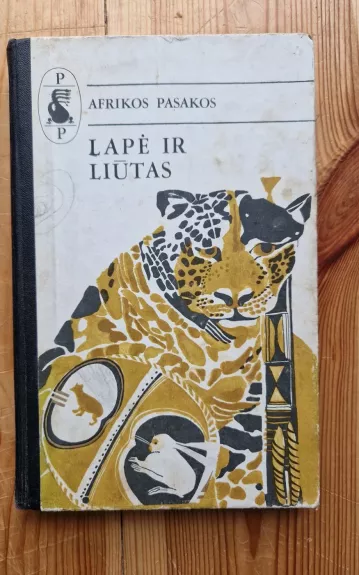 P
P
AFRIKOS PASAKOS
LAPĖ IR
LIŪTAS